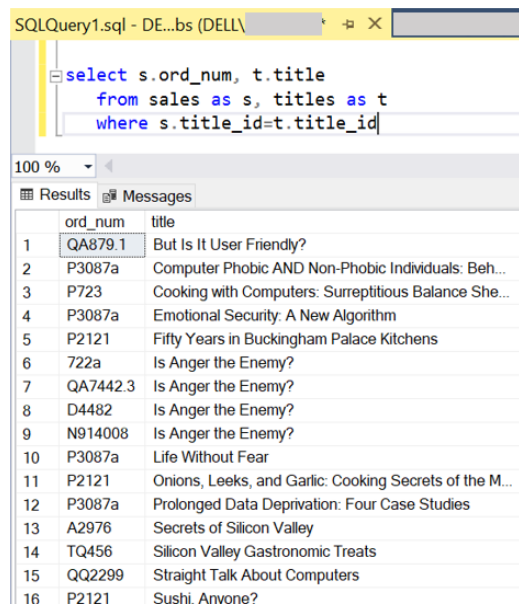 SQLQuery1.sql - DE...bs (DELL\ *
select s.ord_num, t.title
from sales as s, titles as t
where s.title_id=t.title_id
100 %
Results Messages
ord_num title
1 QA879.1 But Is It User Friendly?
2 P3087a Computer Phobic AND Non-Phobic Individuals: Beh...
3 P723 Cooking with Computers: Surreptitious Balance She...
4 P3087a Emotional Security: A New Algorithm
5 P2121 Fifty Years in Buckingham Palace Kitchens
6 722a Is Anger the Enemy?
7 QA7442.3 Is Anger the Enemy?
8 D4482 Is Anger the Enemy?
9 N914008 Is Anger the Enemy?
10 P3087a Life Without Fear
11 P2121 Onions, Leeks, and Garlic: Cooking Secrets of the M...
12 P3087a Prolonged Data Deprivation: Four Case Studies
13 A2976 Secrets of Silicon Valley
14 TQ456 Silicon Valley Gastronomic Treats
15 QQ2299 Straight Talk About Computers
16 P2121 Sushi, Anyone?